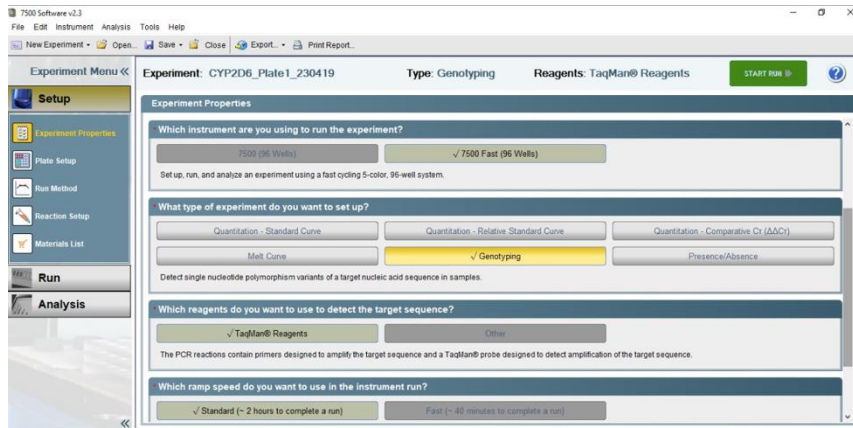 7500 Software v2.3
File Edit Instrument Analysis Tools Help
New Experiment Open... Save Close Export... Print Report...
Experiment Menu «
Experiment: CYP2D6_Plate1_230419 Type: Genotyping Reagents: TaqMan® Reagents START RUN
Setup
Experiment Properties
Plate Setup
Run Method
Reaction Setup
Materials List
Run
Analysis
«
Experiment Properties
* Which instrument are you using to run the experiment?
7500 (96 Wells) √ 7500 Fast (96 Wells)
Set up, run, and analyze an experiment using a fast cycling 5-color, 96-well system.
* What type of experiment do you want to set up?
Quantitation - Standard Curve Quantitation - Relative Standard Curve Quantitation - Comparative CT (ΔΔCT)
Melt Curve √ Genotyping Presence/Absence
Detect single nucleotide polymorphism variants of a target nucleic acid sequence in samples.
* Which reagents do you want to use to detect the target sequence?
√ TaqMan® Reagents Other
The PCR reactions contain primers designed to amplify the target sequence and a TaqMan® probe designed to detect amplification of the target sequence.
* Which ramp speed do you want to use in the instrument run?
√ Standard (~ 2 hours to complete a run) Fast (~ 40 minutes to complete a run)